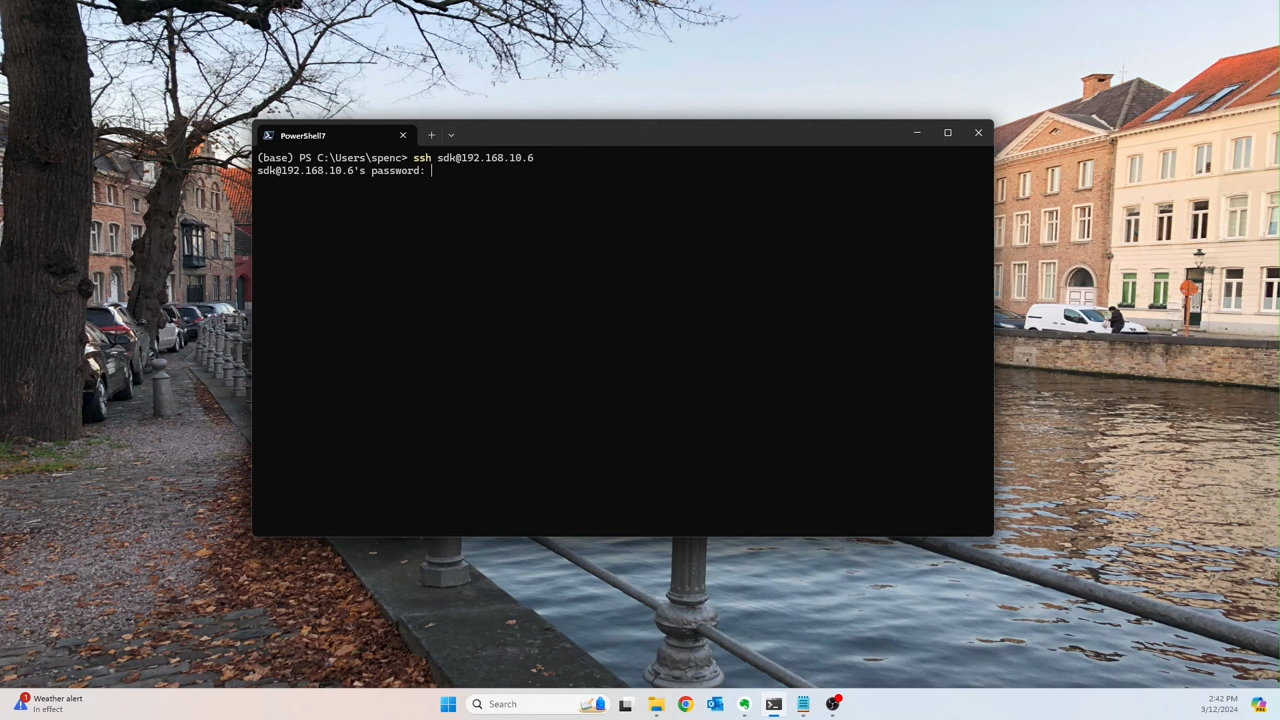 PowerShell7
(base) PS C:\Users\spenc> ssh sdk@192.168.10.6
sdk@192.168.10.6's password:
1
Weather alert
In effect
Search
2:42 PM
3/12/2024